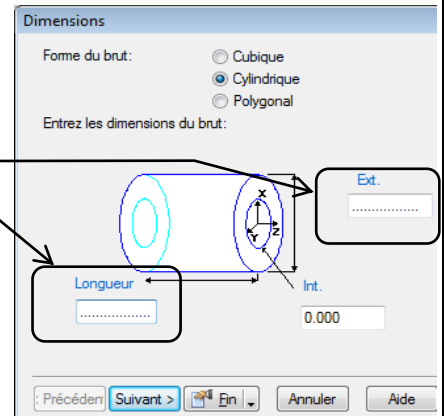 Dimensions
Forme du brut:
Cubique
Cylindrique
Polygonal
Entrez les dimensions du brut:
Ext.
.................
X
Y
Z
Longueur
..................
Int.
0.000
: Précéden
Suivant >
Fin
Annuler
Aide